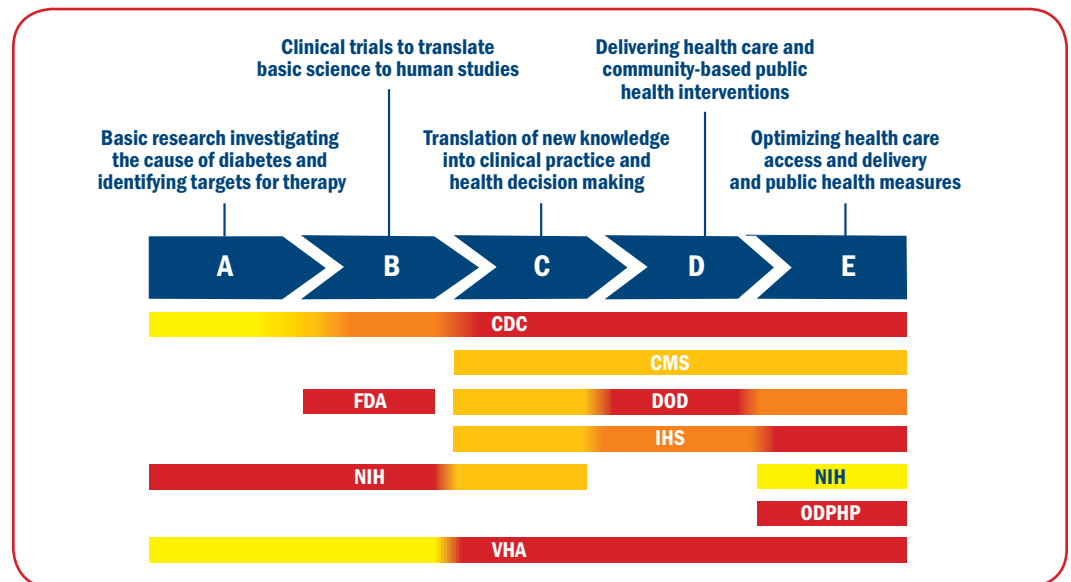 Clinical trials to translate
basic science to human studies
Delivering health care and
community-based public
health interventions
Basic research investigating
the cause of diabetes and
identifying targets for therapy
Translation of new knowledge
into clinical practice and
health decision making
Optimizing health care
access and delivery
and public health measures
A
B
C
D
E
CDC
CMS
FDA
DOD
IHS
NIH
NIH
ODPHP
VHA